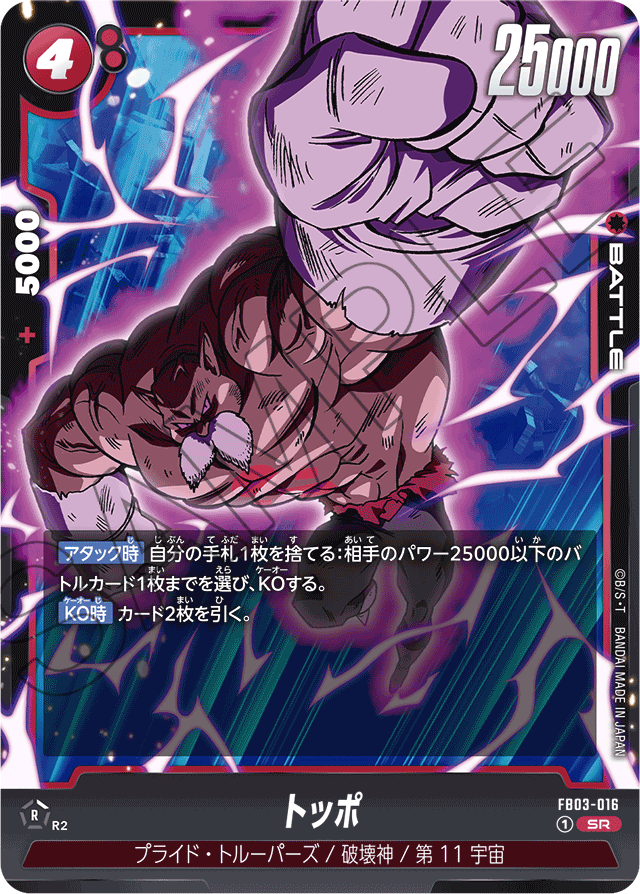 4
25000
+ 5000
BATTLE
SAMPLE
アタック時 自分の手札1枚を捨てる：相手のパワー25000以下のバ
トルカード1枚までを選び、KOする。
KO時 カード2枚を引く。
©B/S・T BANDAI MADE IN JAPAN
R R2
トッポ
FB03-016
1 SR
プライド・トルーパーズ / 破壊神 / 第 11 宇宙